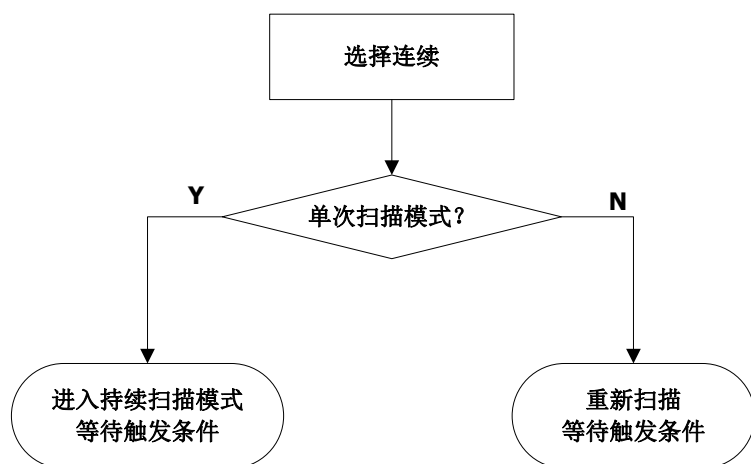 选择连续
Y
单次扫描模式？
N
进入持续扫描模式
等待触发条件
重新扫描
等待触发条件